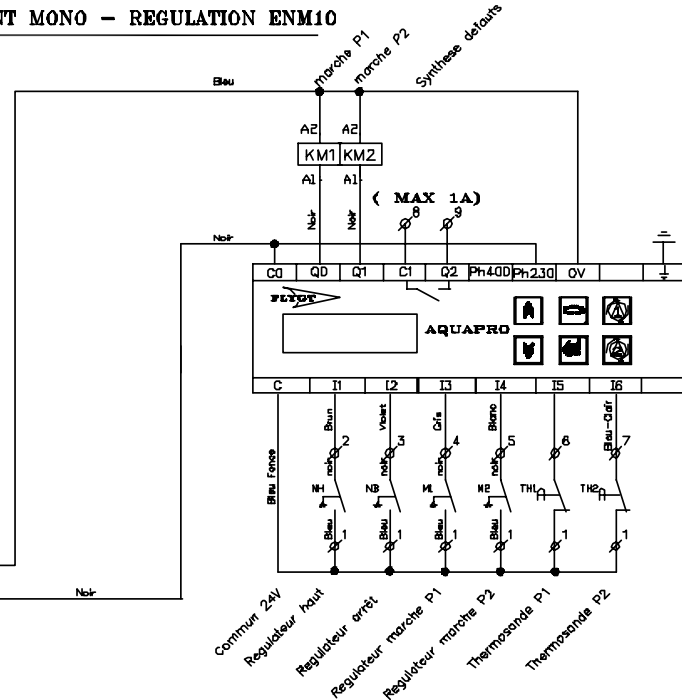 NT MONO - REGULATION ENM10
marche P1
marche P2
Synthese defauts
Bleu
A2 A2
KM1 KM2
A1 A1
( MAX 1A)
8 9
Noir Noir
Noir
C0 Q0 Q1 C1 Q2 Ph400 Ph230 0V
FLYGT
AQUAPRO
1
2
C I1 I2 I3 I4 I5 I6
Brun Violet Gris Blanc Bleu-Clair
2 3 4 5 6 7
noir noir noir noir
Bleu Fonce
NH NB M1 M2 TH1 TH2
Bleu Bleu Bleu Bleu
1 1 1 1 1 1
Noir
Commun 24V
Regulateur haut
Regulateur arrêt
Regulateur marche P1
Regulateur marche P2
Thermosonde P1
Thermosonde P2